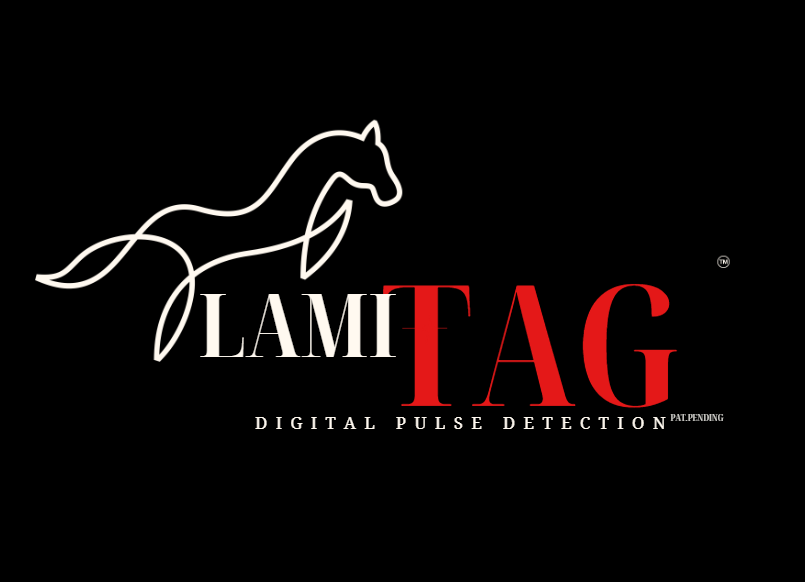 ™
LAMITAG
DIGITAL PULSE DETECTION PAT.PENDING